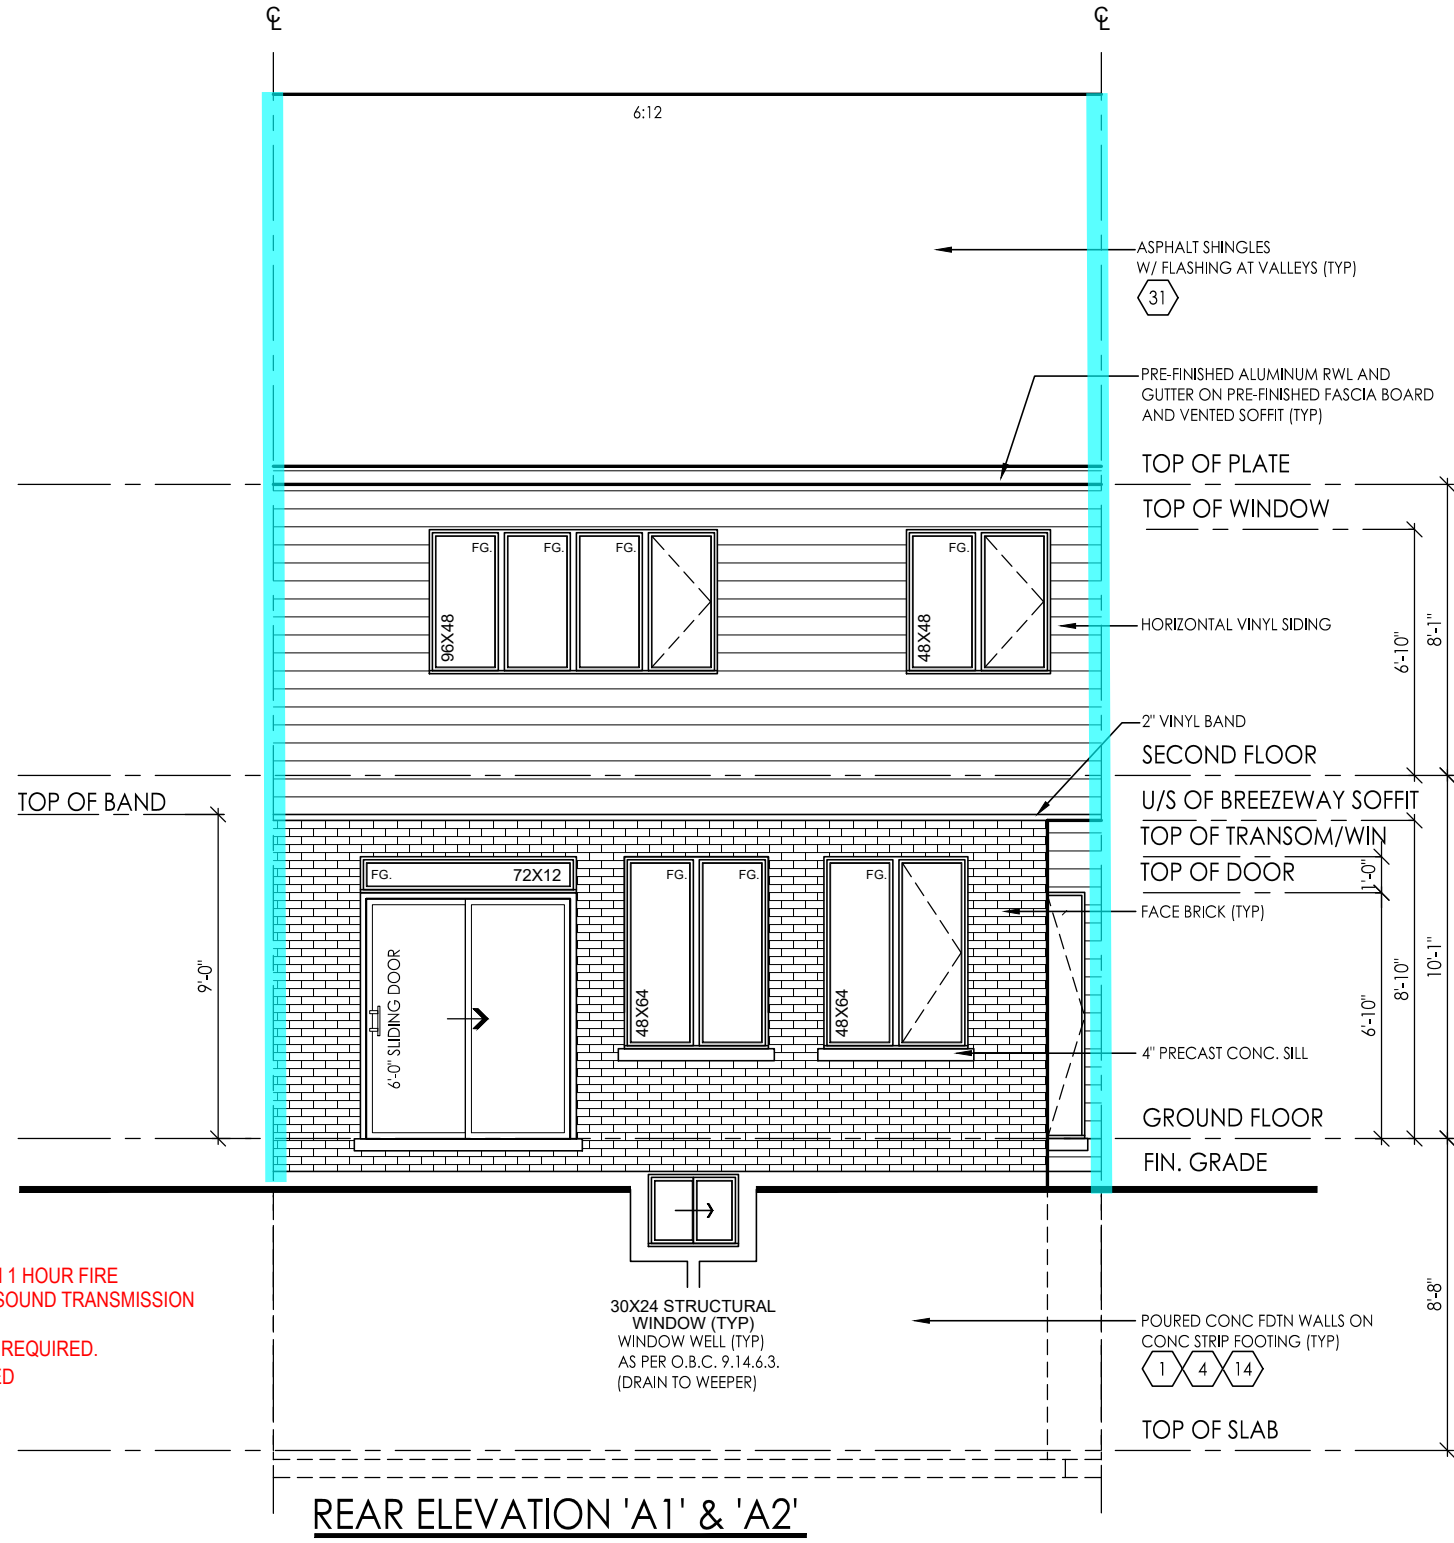 ℄
℄
6:12
ASPHALT SHINGLES
W/ FLASHING AT VALLEYS (TYP)
31
PRE-FINISHED ALUMINUM RWL AND
GUTTER ON PRE-FINISHED FASCIA BOARD
AND VENTED SOFFIT (TYP)
TOP OF PLATE
TOP OF WINDOW
FG.
FG.
FG.
FG.
96X48
48X48
HORIZONTAL VINYL SIDING
6'-10"
8'-1"
2" VINYL BAND
SECOND FLOOR
TOP OF BAND
U/S OF BREEZEWAY SOFFIT
TOP OF TRANSOM/WIN
TOP OF DOOR
1'-0"
FG.
72X12
FG.
FG.
FG.
FACE BRICK (TYP)
9'-0"
6'-0" SLIDING DOOR
48X64
48X64
6'-10"
8'-10"
10'-1"
4" PRECAST CONC. SILL
GROUND FLOOR
FIN. GRADE
1 HOUR FIRE
SOUND TRANSMISSION
REQUIRED.
30X24 STRUCTURAL
WINDOW (TYP)
WINDOW WELL (TYP)
AS PER O.B.C. 9.14.6.3.
(DRAIN TO WEEPER)
8'-8"
POURED CONC FDTN WALLS ON
CONC STRIP FOOTING (TYP)
1 4 14
TOP OF SLAB
REAR ELEVATION 'A1' & 'A2'